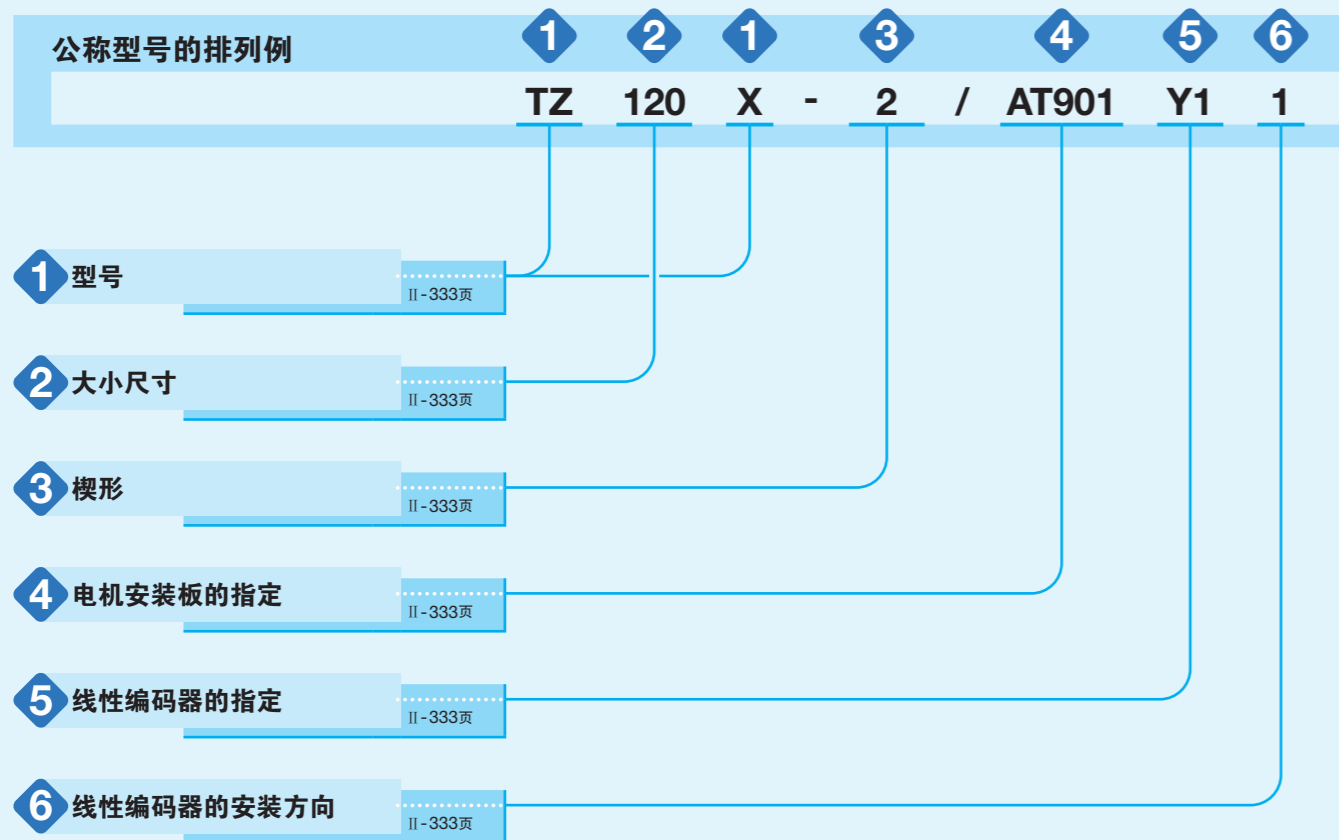 1 2 1 3 4 5 6
公称型号的排列例
TZ 120 X - 2 / AT901 Y1 1
1 型号
II-333页
2 大小尺寸
II-333页
3 楔形
II-333页
4 电机安装板的指定
II-333页
5 线性编码器的指定
II-333页
6 线性编码器的安装方向
II-333页